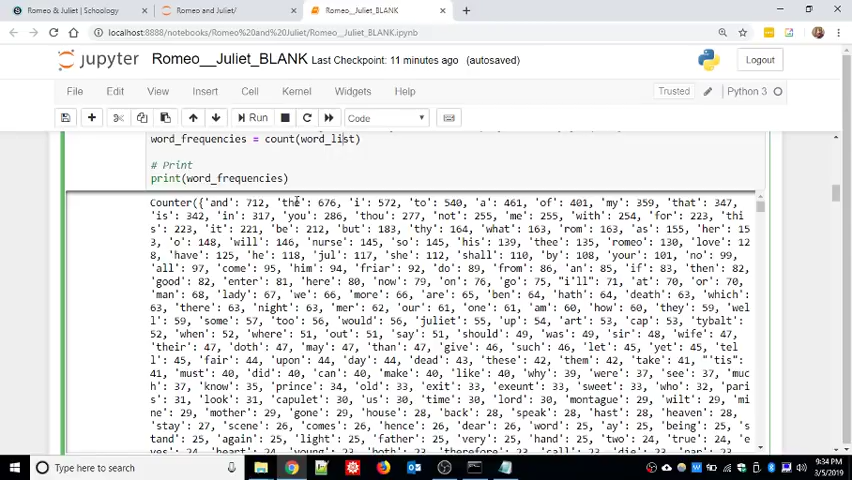 Romeo & Juliet | Schoology
Romeo and Juliet/
Romeo__Juliet_BLANK
localhost:8888/notebooks/Romeo%20and%20Juliet/Romeo__Juliet_BLANK.ipynb
jupyter Romeo__Juliet_BLANK Last Checkpoint: 11 minutes ago (autosaved) Logout
File Edit View Insert Cell Kernel Widgets Help Trusted Python 3
Run Code
word_frequencies = count(word_list)
# Print
print(word_frequencies)
Counter({'and': 712, 'the': 676, 'i': 572, 'to': 540, 'a': 461, 'of': 401, 'my': 359, 'that': 347,
'is': 342, 'in': 317, 'you': 286, 'thou': 277, 'not': 255, 'me': 255, 'with': 254, 'for': 223, 'thi
s': 223, 'it': 221, 'be': 212, 'but': 183, 'thy': 164, 'what': 163, 'rom': 163, 'as': 155, 'her': 15
3, 'o': 148, 'will': 146, 'nurse': 145, 'so': 145, 'his': 139, 'thee': 135, 'romeo': 130, 'love': 12
8, 'have': 125, 'he': 118, 'jul': 117, 'she': 112, 'shall': 110, 'by': 108, 'your': 101, 'no': 99,
'all': 97, 'come': 95, 'him': 94, 'friar': 92, 'do': 89, 'from': 86, 'an': 85, 'if': 83, 'then': 82,
'good': 82, 'enter': 81, 'here': 80, 'now': 79, 'on': 76, 'go': 75, "i'll": 71, 'at': 70, 'or': 70,
'man': 68, 'lady': 67, 'we': 66, 'more': 66, 'are': 65, 'ben': 64, 'hath': 64, 'death': 63, 'which':
63, 'there': 63, 'night': 63, 'mer': 62, 'our': 61, 'one': 61, 'am': 60, 'how': 60, 'they': 59, 'wel
l': 59, 'some': 57, 'too': 56, 'would': 56, 'juliet': 55, 'up': 54, 'art': 53, 'cap': 53, 'tybalt':
52, 'when': 52, 'where': 51, 'out': 51, 'say': 51, 'should': 49, 'was': 49, 'sir': 48, 'wife': 47,
'their': 47, 'doth': 47, 'may': 47, 'than': 47, 'give': 46, 'such': 46, 'let': 45, 'yet': 45, 'tel
l': 45, 'fair': 44, 'upon': 44, 'day': 44, 'dead': 43, 'these': 42, 'them': 42, 'take': 41, "'tis":
41, 'must': 40, 'did': 40, 'can': 40, 'make': 40, 'like': 40, 'why': 39, 'were': 37, 'see': 37, 'muc
h': 37, 'know': 35, 'prince': 34, 'old': 33, 'exit': 33, 'exeunt': 33, 'sweet': 33, 'who': 32, 'pari
s': 31, 'look': 31, 'capulet': 30, 'us': 30, 'time': 30, 'lord': 30, 'montague': 29, 'wilt': 29, 'mi
ne': 29, 'mother': 29, 'gone': 29, 'house': 28, 'back': 28, 'speak': 28, 'hast': 28, 'heaven': 28,
'stay': 27, 'scene': 26, 'comes': 26, 'hence': 26, 'dear': 26, 'word': 25, 'ay': 25, 'being': 25, 's
tand': 25, 'again': 25, 'light': 25, 'father': 25, 'very': 25, 'hand': 25, 'two': 24, 'true': 24, 'e
yes': 24, 'heart': 24, 'young': 23, 'both': 23, 'therefore': 23, 'call': 23, 'die': 23,
Type here to search
9:34 PM
3/5/2019